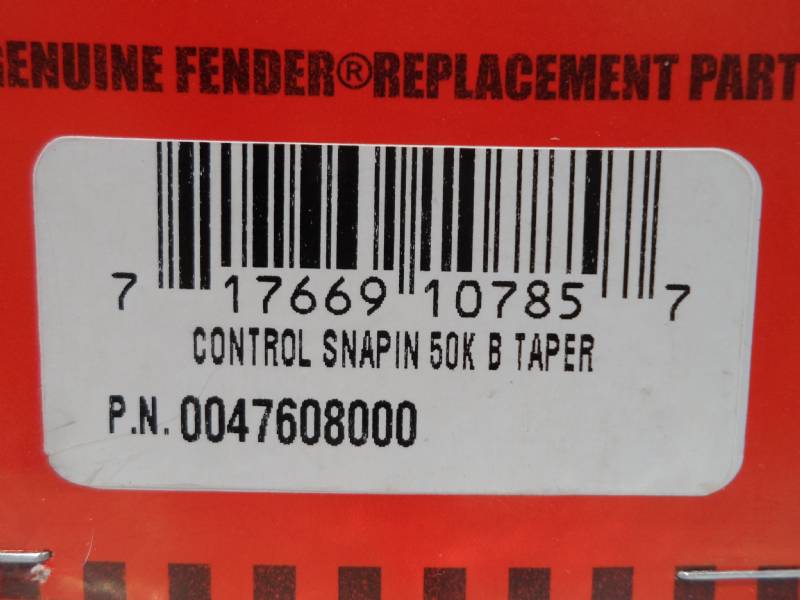 GENUINE FENDER®REPLACEMENT PART
7 17669 10785 7
CONTROL SNAPIN 50K B TAPER
P.N. 0047608000